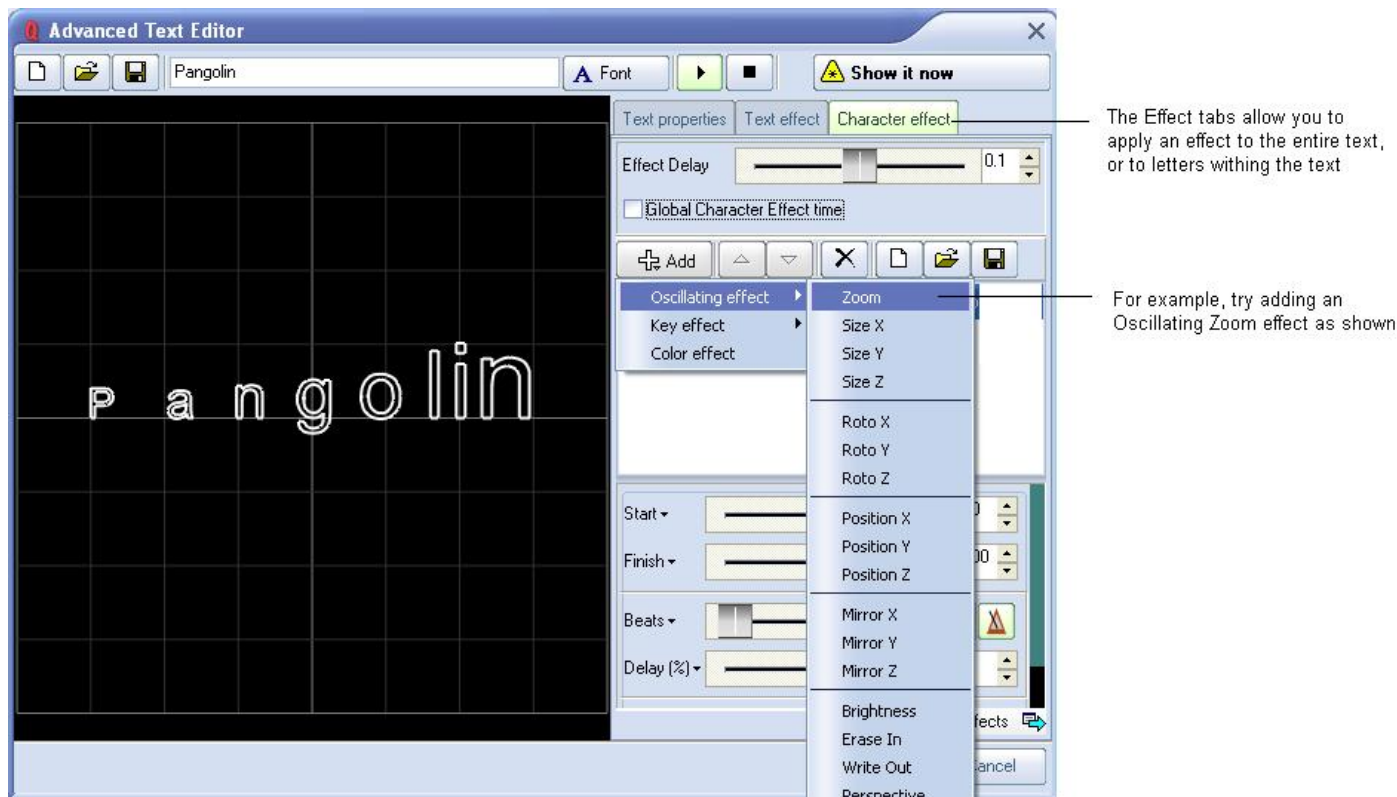 Advanced Text Editor
Pangolin
A Font
Show it now
Text properties
Text effect
Character effect
The Effect tabs allow you to
apply an effect to the entire text,
or to letters withing the text
Effect Delay
0.1
Global Character Effect time
Add
Oscillating effect
Key effect
Color effect
Zoom
Size X
Size Y
Size Z
Roto X
Roto Y
Roto Z
Position X
Position Y
Position Z
Mirror X
Mirror Y
Mirror Z
Brightness
Erase In
Write Out
Perspective
For example, try adding an
Oscillating Zoom effect as shown
Pangolin
Start
Finish
Beats
Delay (%)